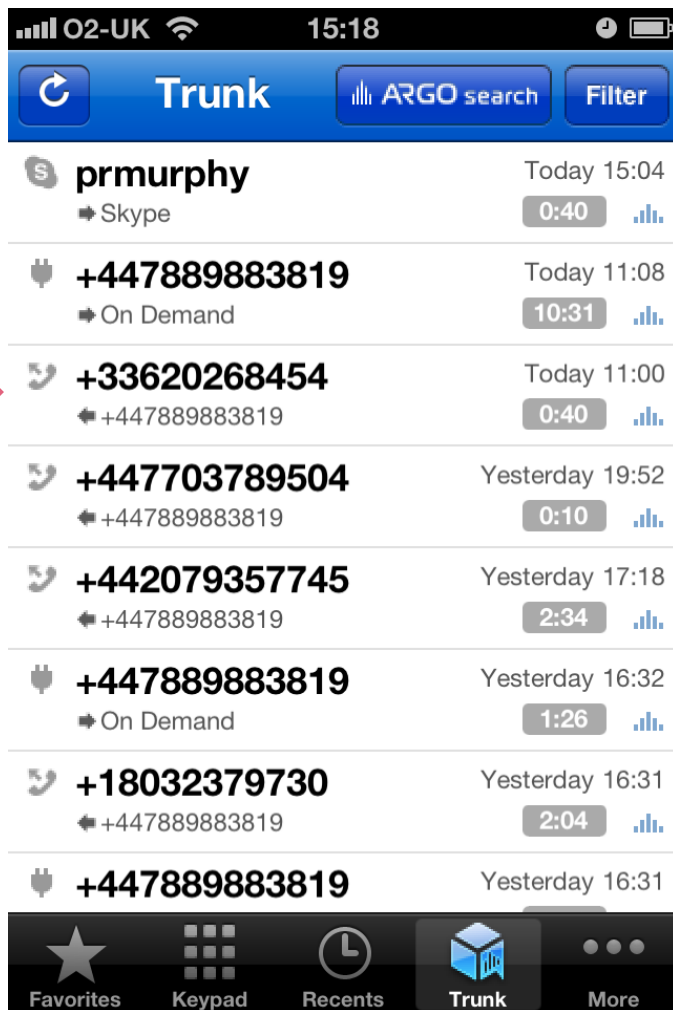 O2-UK 15:18
Trunk ARGO search Filter
prmurphy Today 15:04
Skype 0:40
+447889883819 Today 11:08
On Demand 10:31
+33620268454 Today 11:00
+447889883819 0:40
+447703789504 Yesterday 19:52
+447889883819 0:10
+442079357745 Yesterday 17:18
+447889883819 2:34
+447889883819 Yesterday 16:32
On Demand 1:26
+18032379730 Yesterday 16:31
+447889883819 2:04
+447889883819 Yesterday 16:31
Favorites Keypad Recents Trunk More